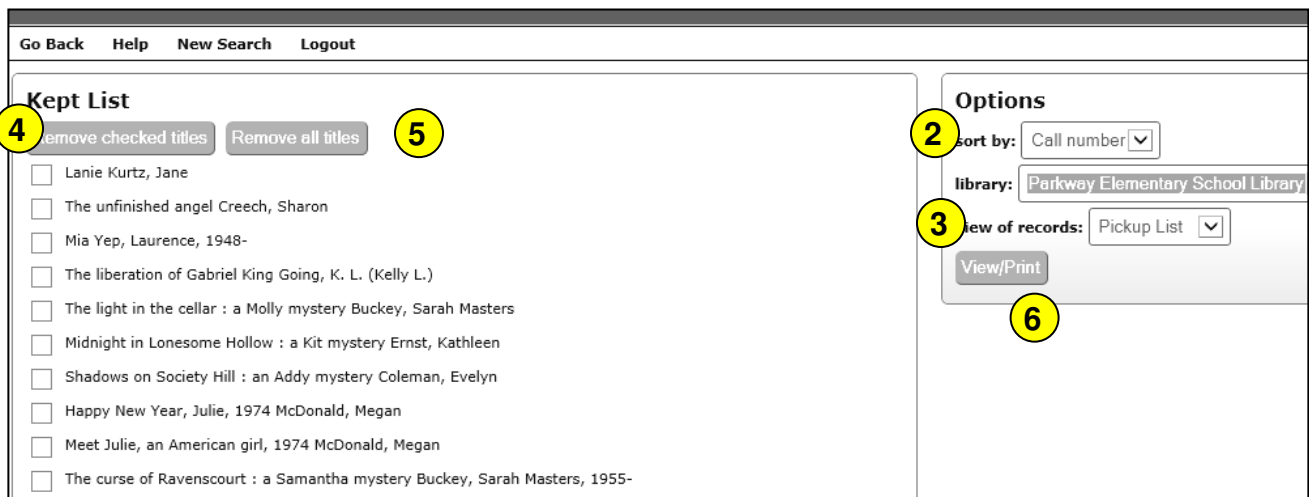 Go Back Help New Search Logout
Kept List
4 Remove checked titles Remove all titles 5
Lanie Kurtz, Jane
The unfinished angel Creech, Sharon
Mia Yep, Laurence, 1948-
The liberation of Gabriel King Going, K. L. (Kelly L.)
The light in the cellar : a Molly mystery Buckey, Sarah Masters
Midnight in Lonesome Hollow : a Kit mystery Ernst, Kathleen
Shadows on Society Hill : an Addy mystery Coleman, Evelyn
Happy New Year, Julie, 1974 McDonald, Megan
Meet Julie, an American girl, 1974 McDonald, Megan
The curse of Ravenscourt : a Samantha mystery Buckey, Sarah Masters, 1955-
Options
2 sort by: Call number
library: Parkway Elementary School Library
3 view of records: Pickup List
View/Print
6